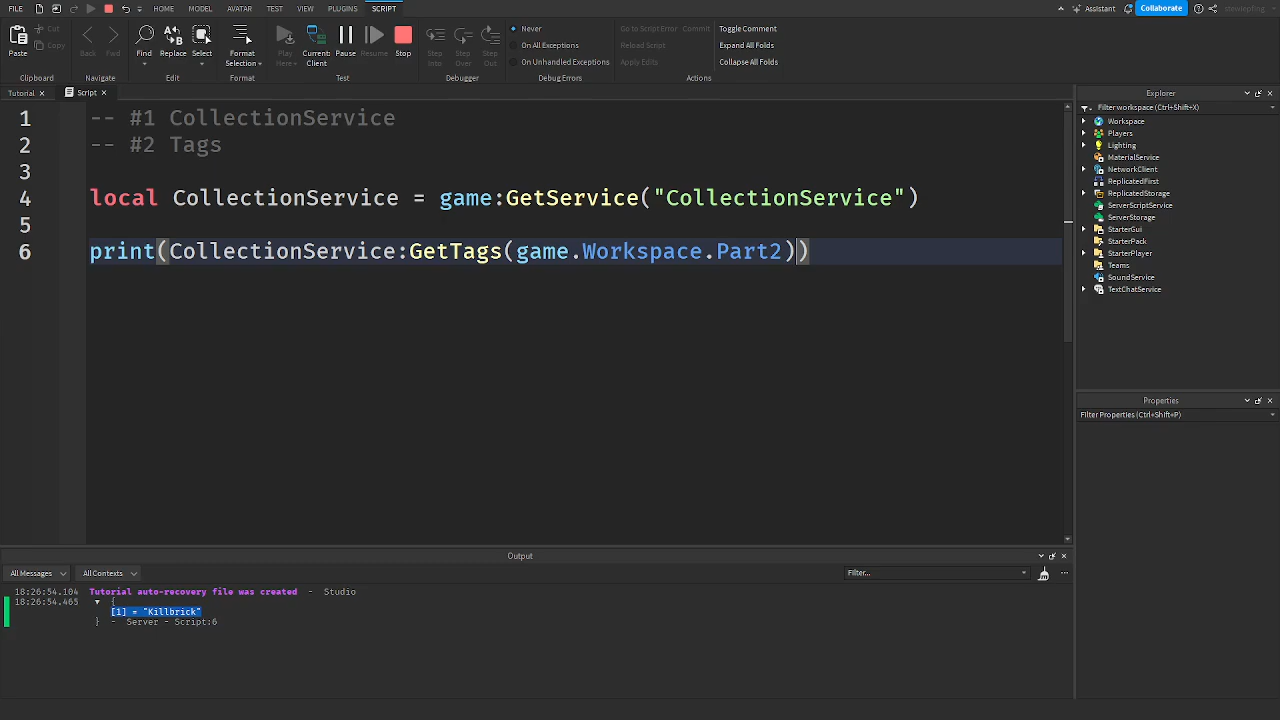 FILE HOME MODEL AVATAR TEST VIEW PLUGINS SCRIPT Assistant Collaborate
Paste Cut Copy
Back Fwd
Find Replace Select
Format Selection
Play Here Current: Client Pause Resume Stop
Step Into Step Over Step Out
Never
On All Exceptions
On Unhandled Exceptions
Go to Script Error Commit
Reload Script
Apply Edits
Toggle Comment
Expand All Folds
Collapse All Folds
Clipboard Navigate Edit Format Test Debugger Debug Errors Actions
Tutorial Script
1 -- #1 CollectionService
2 -- #2 Tags
3
4 local CollectionService = game:GetService("CollectionService")
5
6 print(CollectionService:GetTags(game.Workspace.Part2))
Explorer
Filter workspace (Ctrl+Shift+X)
Workspace
Players
Lighting
MaterialService
NetworkClient
ReplicatedFirst
ReplicatedStorage
ServerScriptService
ServerStorage
StarterGui
StarterPack
StarterPlayer
Teams
SoundService
TextChatService
Properties
Filter Properties (Ctrl+Shift+P)
Output
All Messages All Contexts Filter...
18:26:54.104 Tutorial auto-recovery file was created - Studio
18:26:54.465 ▼ {
[1] = "Killbrick"
} - Server - Script:6